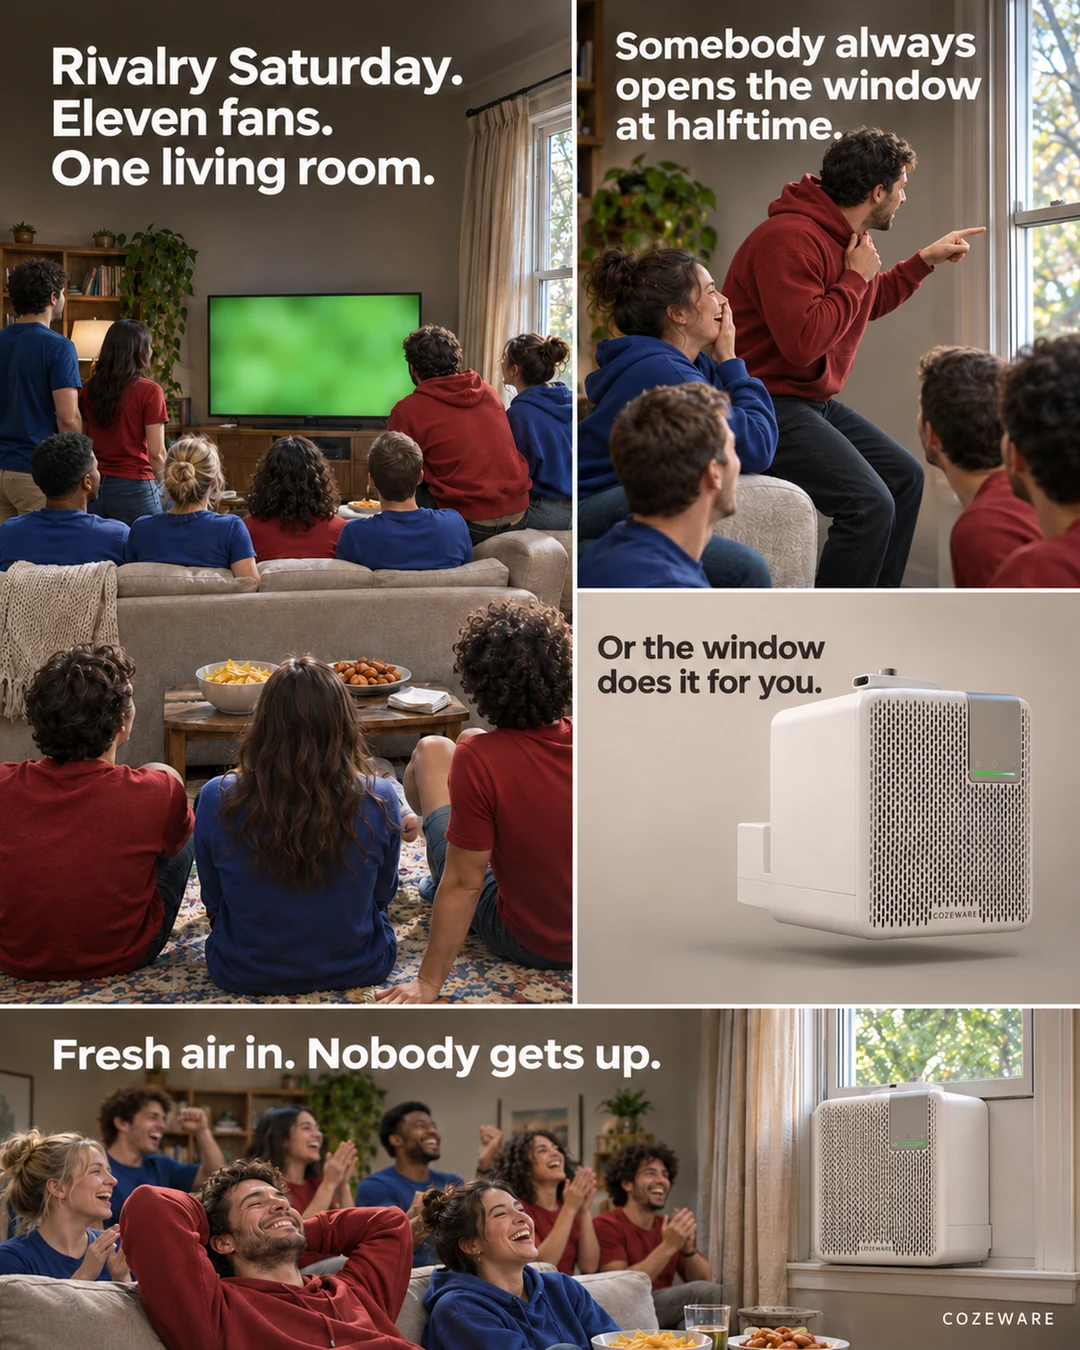 Rivalry Saturday.
Eleven fans.
One living room.
Somebody always
opens the window
at halftime.
Or the window
does it for you.
COZEWARE
Fresh air in. Nobody gets up.
COZEWARE
COZEWARE